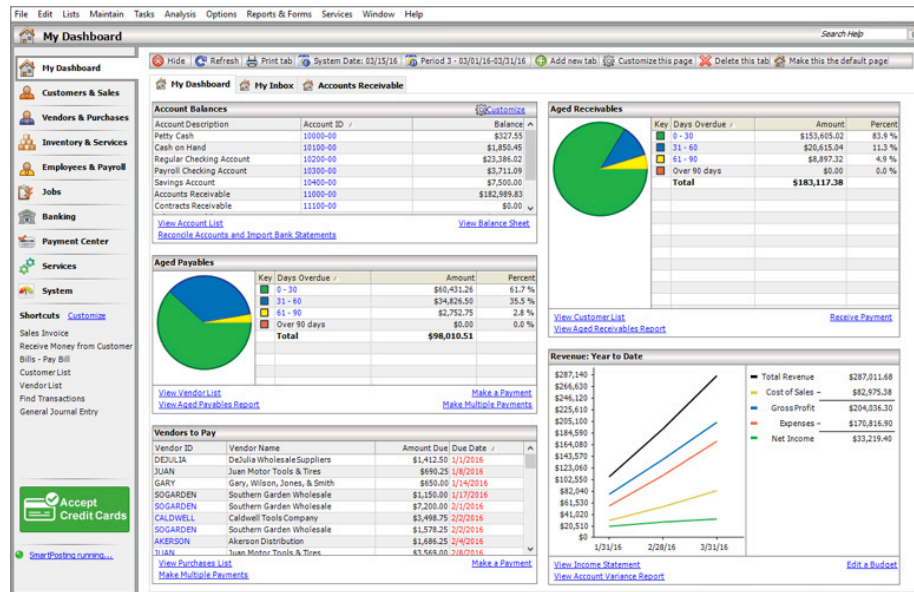 File Edit Lists Maintain Tasks Analysis Options Reports & Forms Services Window Help
My Dashboard
Search Help
My Dashboard
Customers & Sales
Vendors & Purchases
Inventory & Services
Employees & Payroll
Jobs
Banking
Payment Center
Services
System
Shortcuts Customize
Sales Invoice
Receive Money from Customer
Bills - Pay Bill
Customer List
Vendor List
Find Transactions
General Journal Entry
Accept
Credit Cards
SmartPosting running...
Hide Refresh Print tab System Date: 03/15/16 Period 3 - 03/01/16-03/31/16 Add new tab Customize this page Delete this tab Make this the default page
My Dashboard My Inbox Accounts Receivable
Account Balances Customize
Account Description Account ID / Balance
Petty Cash 10000-00 $327.55
Cash on Hand 10100-00 $1,850.45
Regular Checking Account 10200-00 $23,386.02
Payroll Checking Account 10300-00 $3,711.09
Savings Account 10400-00 $7,500.00
Accounts Receivable 11000-00 $182,989.83
Contracts Receivable 11100-00 $0.00
View Account List View Balance Sheet
Reconcile Accounts and Import Bank Statements
Aged Payables
Key Days Overdue / Amount Percent
0 - 30 $60,431.26 61.7 %
31 - 60 $34,826.50 35.5 %
61 - 90 $2,752.75 2.8 %
Over 90 days $0.00 0.0 %
Total $98,010.51
View Vendor List Make a Payment
View Aged Payables Report Make Multiple Payments
Vendors to Pay
Vendor ID Vendor Name Amount Due Due Date /
DEJULIA DeJulia Wholesale Suppliers $1,412.50 1/1/2016
JUAN Juan Motor Tools & Tires $690.25 1/8/2016
GARY Gary, Wilson, Jones, & Smith $650.00 1/14/2016
SOGARDEN Southern Garden Wholesale $1,150.00 1/17/2016
SOGARDEN Southern Garden Wholesale $7,200.00 2/1/2016
CALDWELL Caldwell Tools Company $3,498.75 2/2/2016
SOGARDEN Southern Garden Wholesale $1,578.25 2/2/2016
AKERSON Akerson Distribution $1,686.25 2/4/2016
JUAN Juan Motor Tools & Tires $3,569.00 2/8/2016
View Purchases List Make a Payment
Make Multiple Payments
Aged Receivables
Key Days Overdue / Amount Percent
0 - 30 $153,605.02 83.9 %
31 - 60 $20,615.04 11.3 %
61 - 90 $8,897.32 4.9 %
Over 90 days $0.00 0.0 %
Total $183,117.38
View Customer List Receive Payment
View Aged Receivables Report
Revenue: Year to Date
$287,140
$266,630
$246,120
$225,610
$205,100
$184,590
$164,080
$143,570
$123,060
$102,550
$82,040
$61,530
$41,020
$20,510
$0
1/31/16 2/28/16 3/31/16
Total Revenue $287,011.68
Cost of Sales – $82,975.38
Gross Profit $204,036.30
Expenses – $170,816.90
Net Income $33,219.40
View Income Statement Edit a Budget
View Account Variance Report